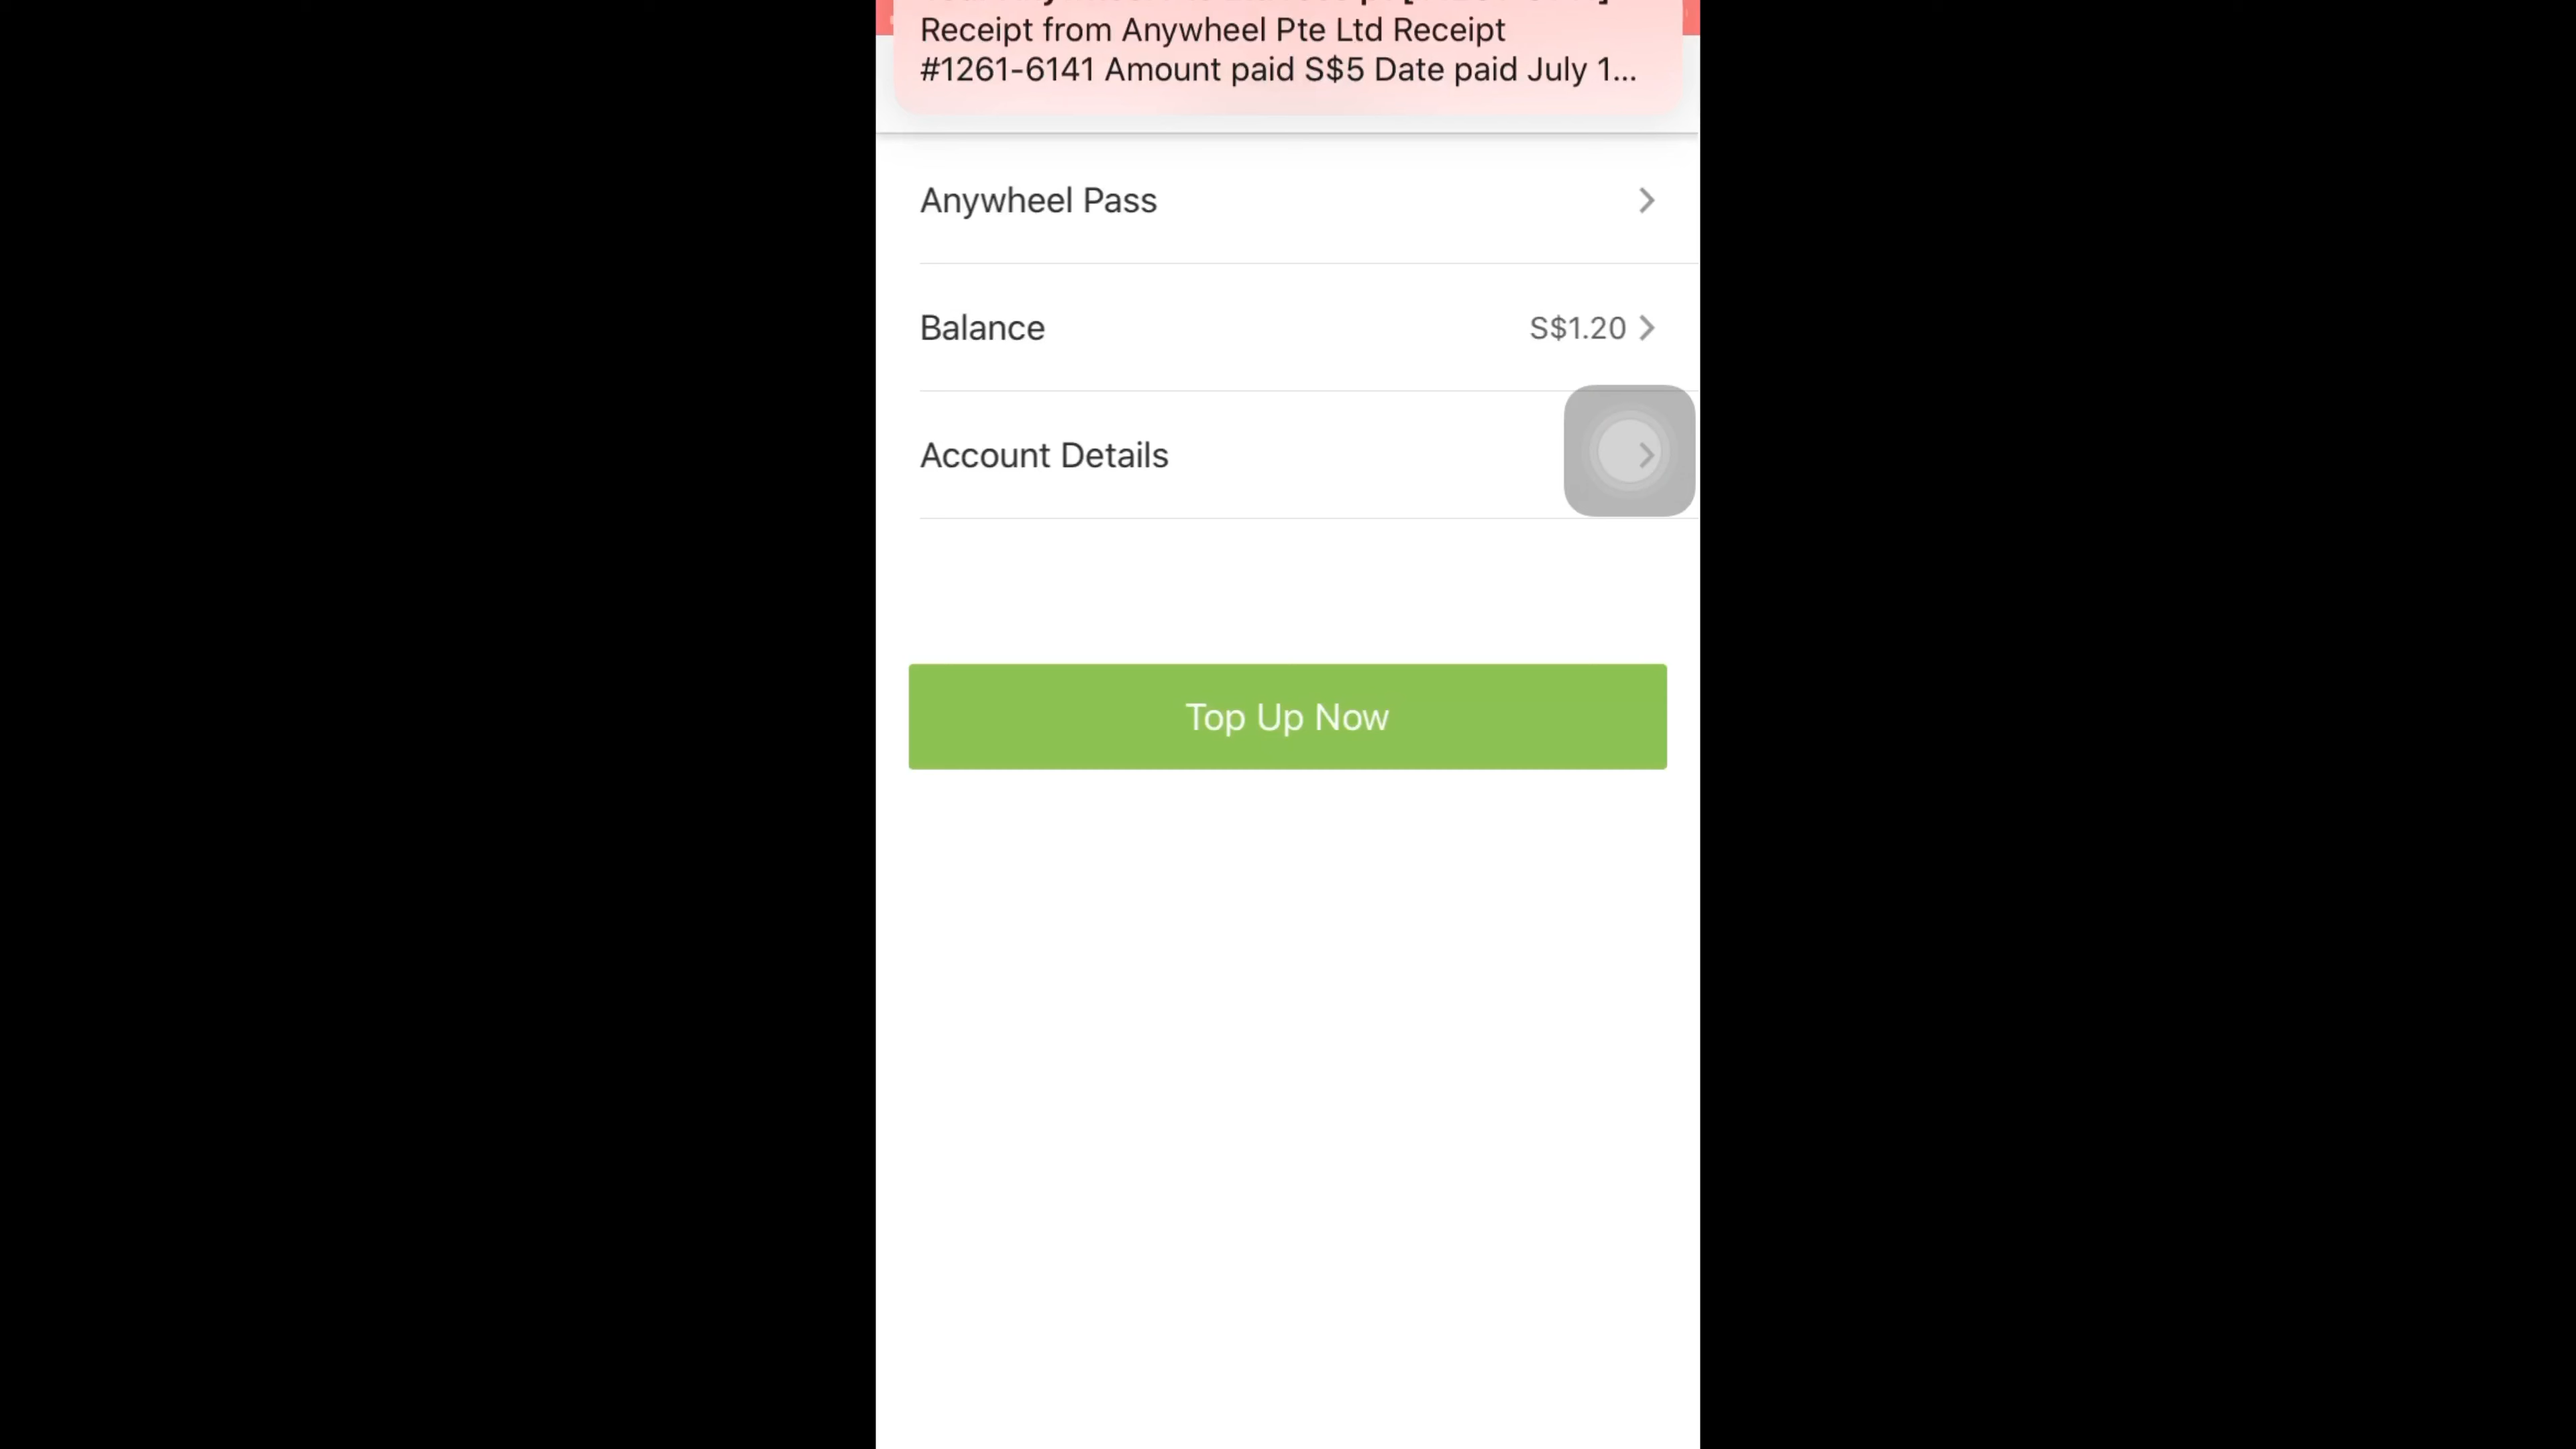 Receipt from Anywheel Pte Ltd Receipt
#1261-6141 Amount paid S$5 Date paid July 1...
Anywheel Pass
Balance S$1.20
Account Details
Top Up Now